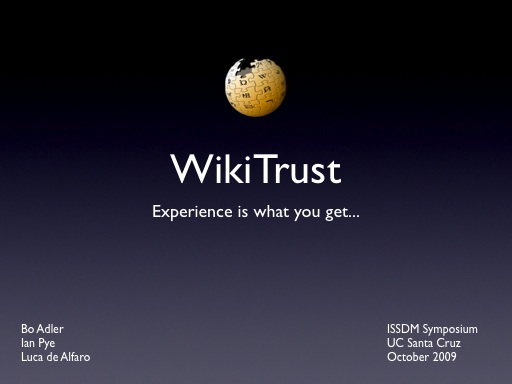 WikiTrust
Experience is what you get...
Bo Adler
Ian Pye
Luca de Alfaro
ISSDM Symposium
UC Santa Cruz
October 2009